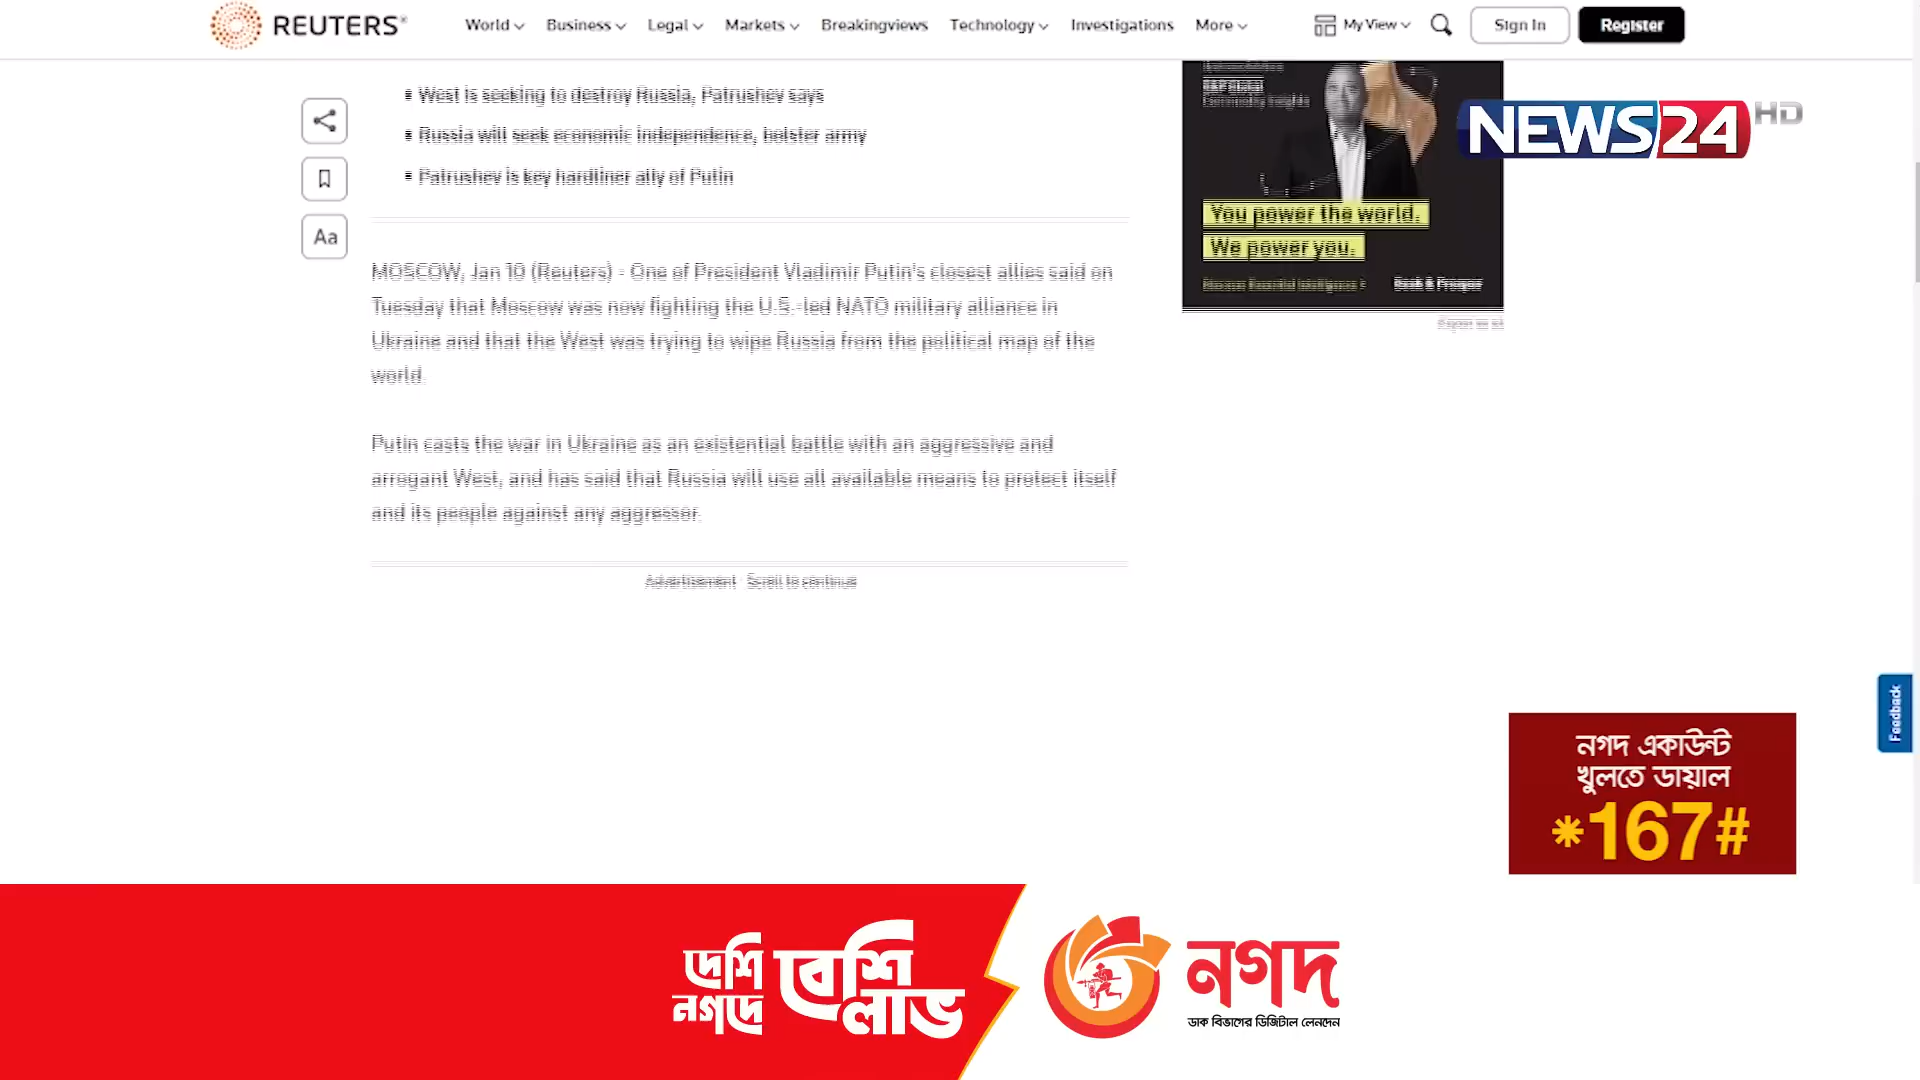 REUTERS®
World
Business
Legal
Markets
Breakingviews
Technology
Investigations
More
My View
Sign In
Register
NEWS24 HD
• West is seeking to destroy Russia, Patrushev says
• Russia will seek economic independence, bolster army
• Patrushev is key hardliner ally of Putin
Aa
MOSCOW, Jan 10 (Reuters) - One of President Vladimir Putin's closest allies said on
Tuesday that Moscow was now fighting the U.S.-led NATO military alliance in
Ukraine and that the West was trying to wipe Russia from the political map of the
world.
Putin casts the war in Ukraine as an existential battle with an aggressive and
arrogant West, and has said that Russia will use all available means to protect itself
and its people against any aggressor.
Advertisement · Scroll to continue
You power the world.
We power you.
Seek & Prosper
Report an ad
Feedback
নগদ একাউন্ট
খুলতে ডায়াল
*167#
দেশি
নগদে
বেশি
লাভ
নগদ
ডাক বিভাগের ডিজিটাল লেনদেন